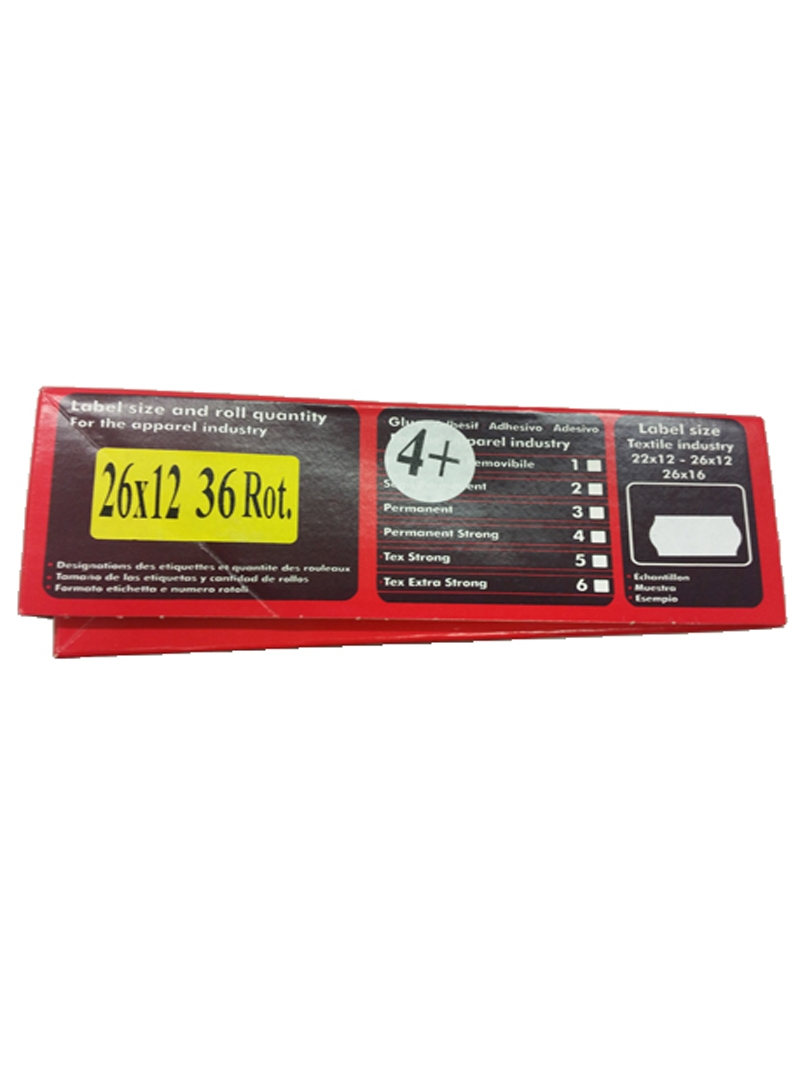 Label size and roll quantity
For the apparel industry
26x12 36 Rot.
Designations des etiquettes et quantite des rouleaux
Tamano de las etiquetas y cantidad de rollos
Formato etichetta e numero rotoli
Adhesivo Adesivo
industry
4+
1
2
Permanent 3
Permanent Strong 4
Tex Strong 5
Tex Extra Strong 6
Label size
Textile industry
22x12 - 26x12
26x16
Echantillon
Muestra
Esempio